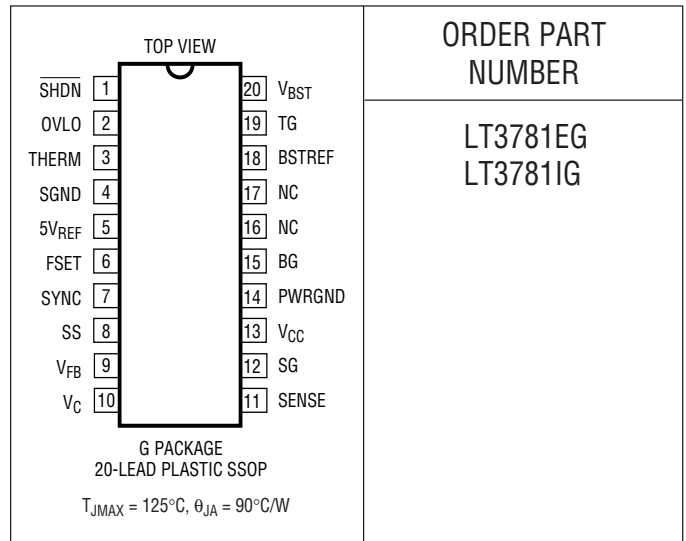 TOP VIEW
SHDN 1
OVLO 2
THERM 3
SGND 4
5VREF 5
FSET 6
SYNC 7
SS 8
VFB 9
VC 10
20 VBST
19 TG
18 BSTREF
17 NC
16 NC
15 BG
14 PWRGND
13 VCC
12 SG
11 SENSE
G PACKAGE
20-LEAD PLASTIC SSOP
TJMAX = 125°C, θJA = 90°C/W
ORDER PART
NUMBER
LT3781EG
LT3781IG